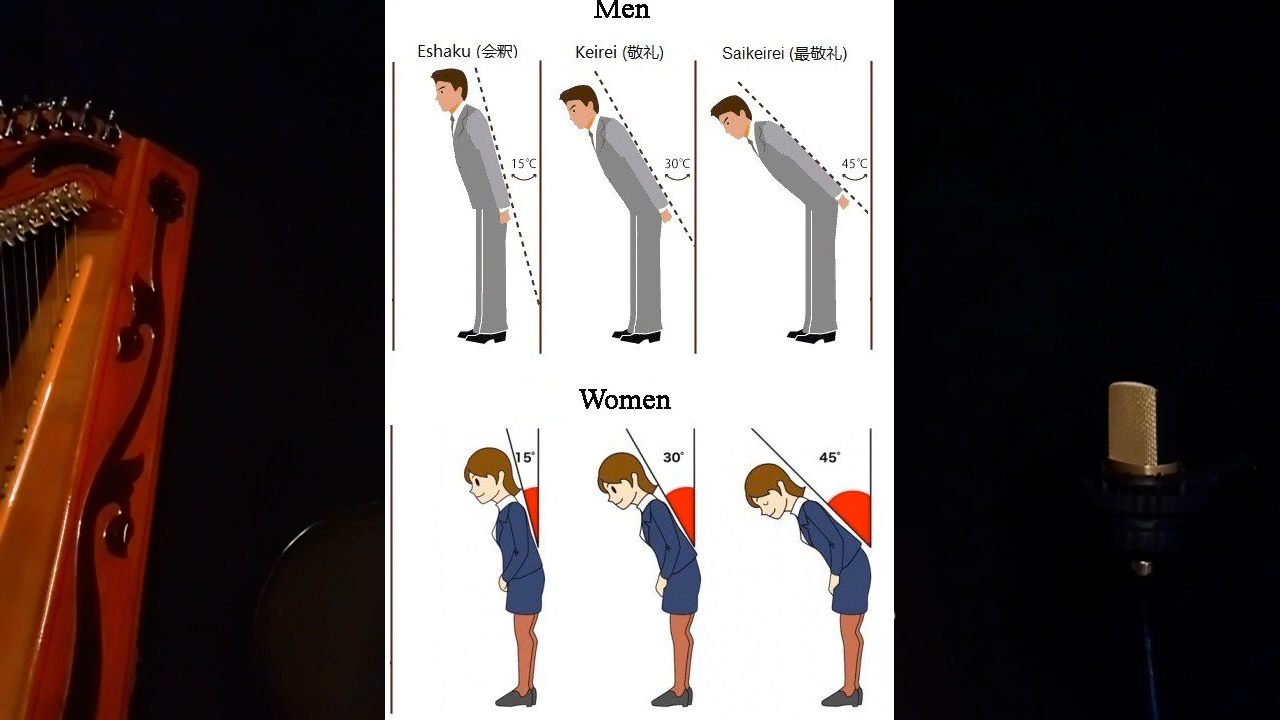 Men
Eshaku (会釈) Keirei (敬礼) Saikeirei (最敬礼)
15℃ 30℃ 45℃
Women
15° 30° 45°